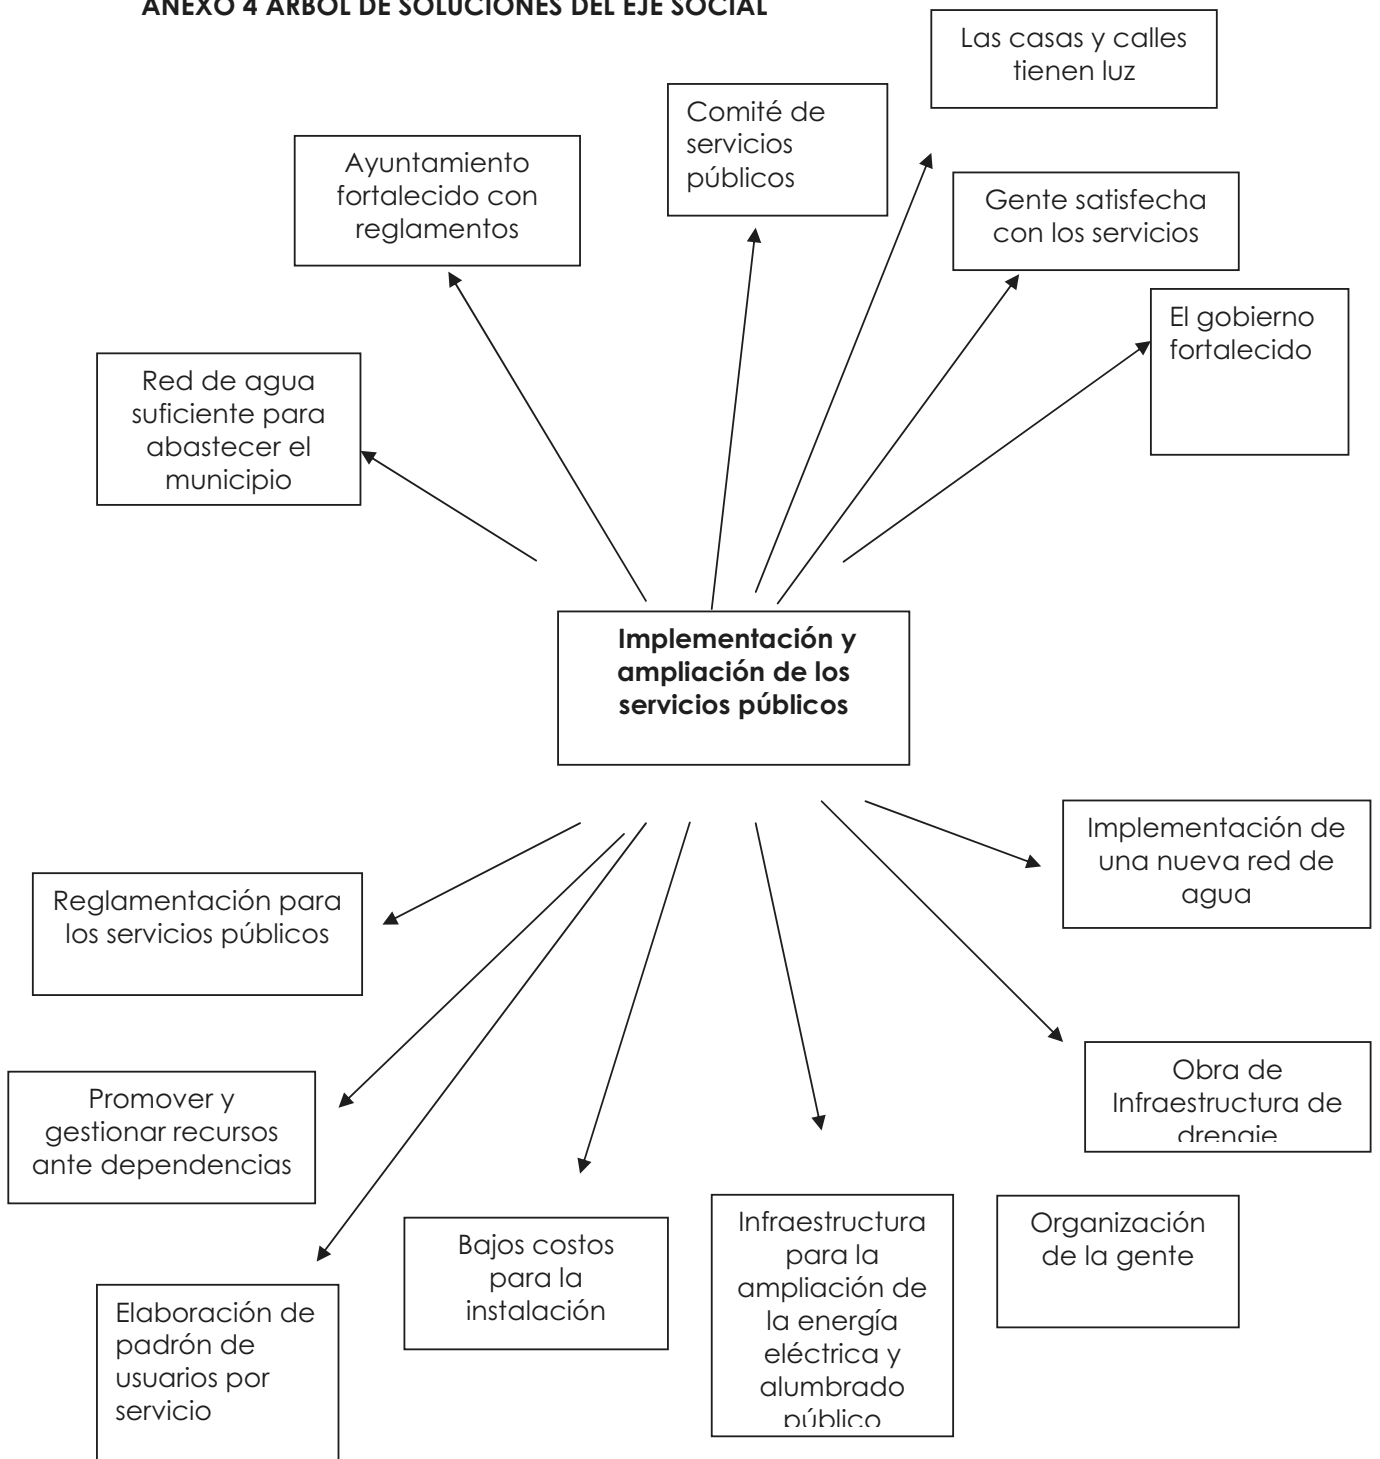 ANEXO 4 ARBOL DE SOLUCIONES DEL EJE SOCIAL
Las casas y calles
tienen luz
Comité de
servicios
públicos
Ayuntamiento
fortalecido con
reglamentos
Gente satisfecha
con los servicios
El gobierno
fortalecido
Red de agua
suficiente para
abastecer el
municipio
Implementación y
ampliación de los
servicios públicos
Implementación de
una nueva red de
agua
Reglamentación para
los servicios públicos
Obra de
Infraestructura de
drenaje
Promover y
gestionar recursos
ante dependencias
Organización
de la gente
Infraestructura
para la
ampliación de
la energía
eléctrica y
alumbrado
público
Bajos costos
para la
instalación
Elaboración de
padrón de
usuarios por
servicio